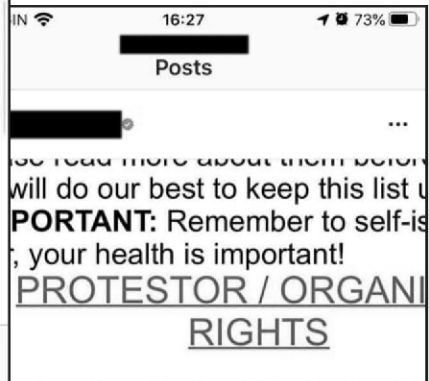 IN 16:27 73%
Posts
...
will do our best to keep this list u
PORTANT: Remember to self-is
, your health is important!
PROTESTOR / ORGANI
RIGHTS